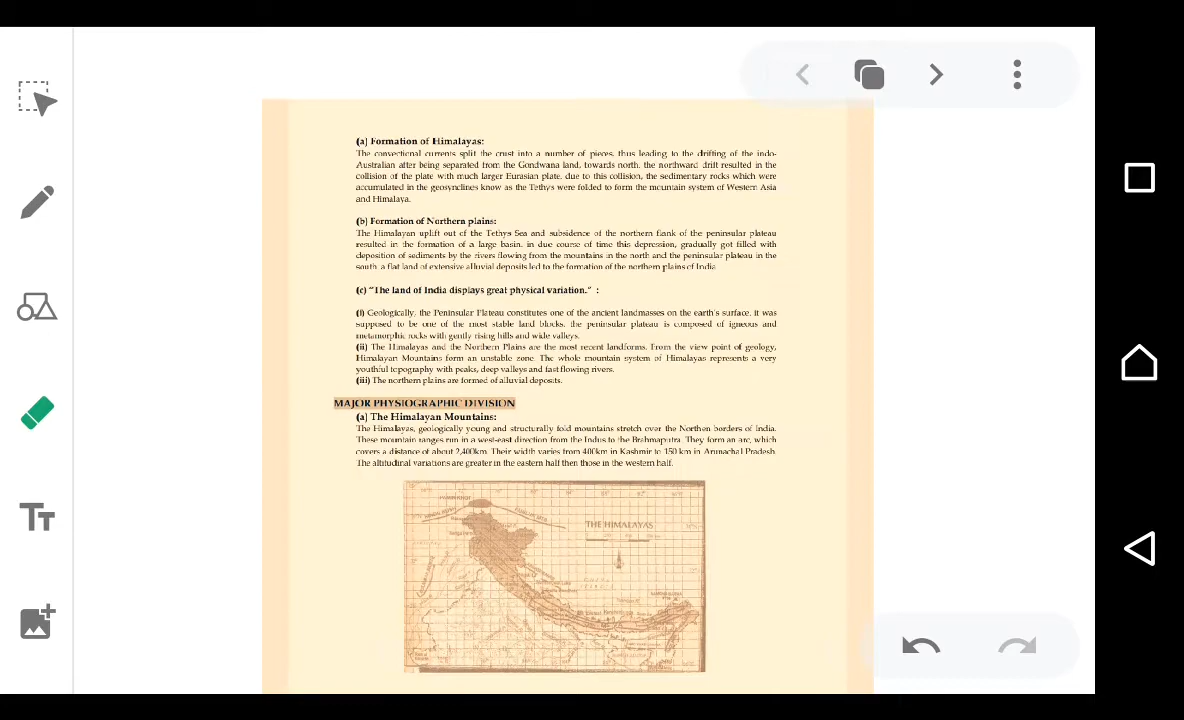 (a) Formation of Himalayas:
The convectional currents split the crust into a number of pieces, thus leading to the drifting of the indo-
Australian after being separated from the Gondwana land, towards north. the northward drift resulted in the
collision of the plate with much larger Eurasian plate. due to this collision, the sedimentary rocks which were
accumulated in the geosynclines know as the Tethys were folded to form the mountain system of Western Asia
and Himalaya.
(b) Formation of Northern plains:
The Himalayan uplift out of the Tethys Sea and subsidence of the northern flank of the peninsular plateau
resulted in the formation of a large basin. in due course of time this depression, gradually got filled with
deposition of sediments by the rivers flowing from the mountains in the north and the peninsular plateau in the
south. a flat land of extensive alluvial deposits led to the formation of the northern plains of India.
(c) “The land of India displays great physical variation.” :
(i) Geologically, the Peninsular Plateau constitutes one of the ancient landmasses on the earth's surface. it was
supposed to be one of the most stable land blocks. the peninsular plateau is composed of igneous and
metamorphic rocks with gently rising hills and wide valleys.
(ii) The Himalayas and the Northern Plains are the most recent landforms. From the view point of geology,
Himalayan Mountains form an unstable zone. The whole mountain system of Himalayas represents a very
youthful topography with peaks, deep valleys and fast flowing rivers.
(iii) The northern plains are formed of alluvial deposits.
MAJOR PHYSIOGRAPHIC DIVISION
(a) The Himalayan Mountains:
The Himalayas, geologically young and structurally fold mountains stretch over the Northen borders of India.
These mountain ranges run in a west-east direction from the Indus to the Brahmaputra. They form an arc, which
covers a distance of about 2,400km. Their width varies from 400km in Kashmir to 150 km in Arunachal Pradesh.
The altitudinal variations are greater in the eastern half then those in the western half.
THE HIMALAYAS
TT